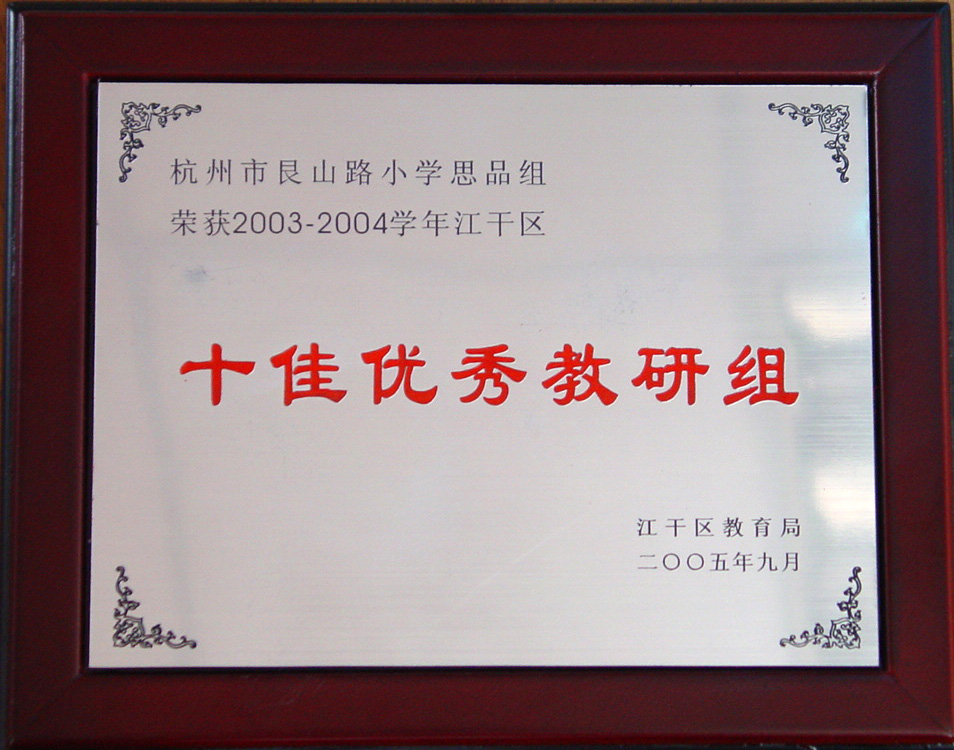 杭州市艮山路小学思品组
荣获2003-2004学年江干区
十佳优秀教研组
江干区教育局
二〇〇五年九月